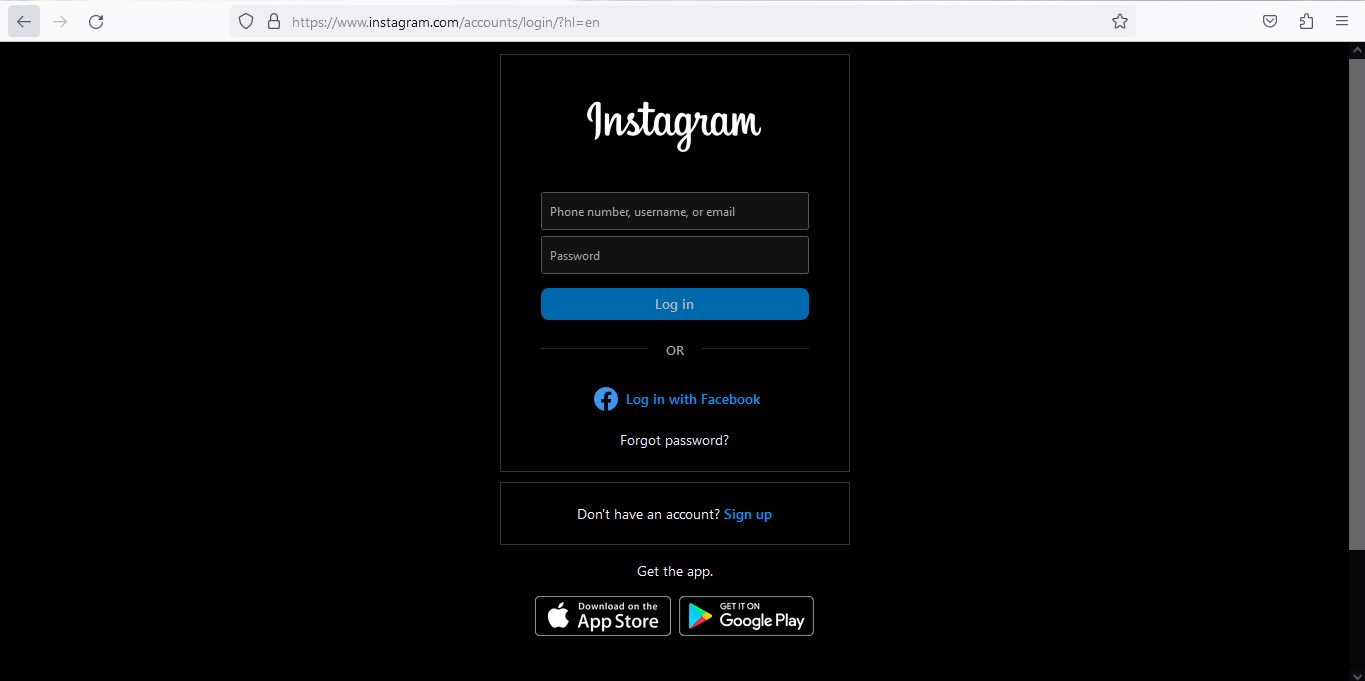 https://www.instagram.com/accounts/login/?hl=en
Instagram
Phone number, username, or email
Password
Log in
OR
Log in with Facebook
Forgot password?
Don't have an account? Sign up
Get the app.
Download on the
App Store
GET IT ON
Google Play